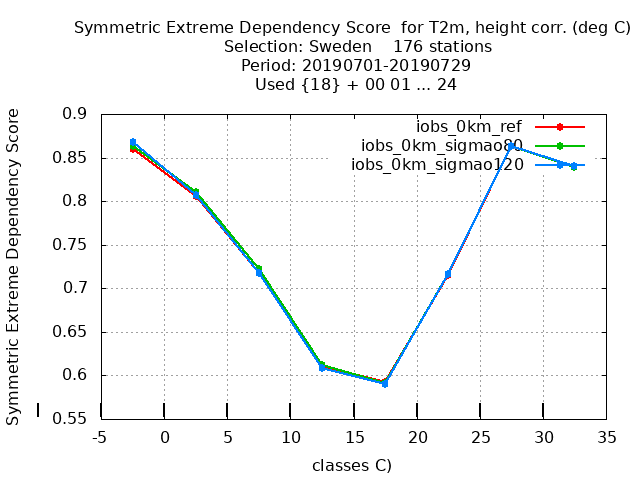 Symmetric Extreme Dependency Score for T2m, height corr. (deg C)
Selection: Sweden 176 stations
Period: 20190701-20190729
Used {18} + 00 01 ... 24
Symmetric Extreme Dependency Score
0.9
0.85
0.8
0.75
0.7
0.65
0.6
0.55
iobs_0km_ref
iobs_0km_sigmao80
iobs_0km_sigmao120
-5 0 5 10 15 20 25 30 35
classes C)